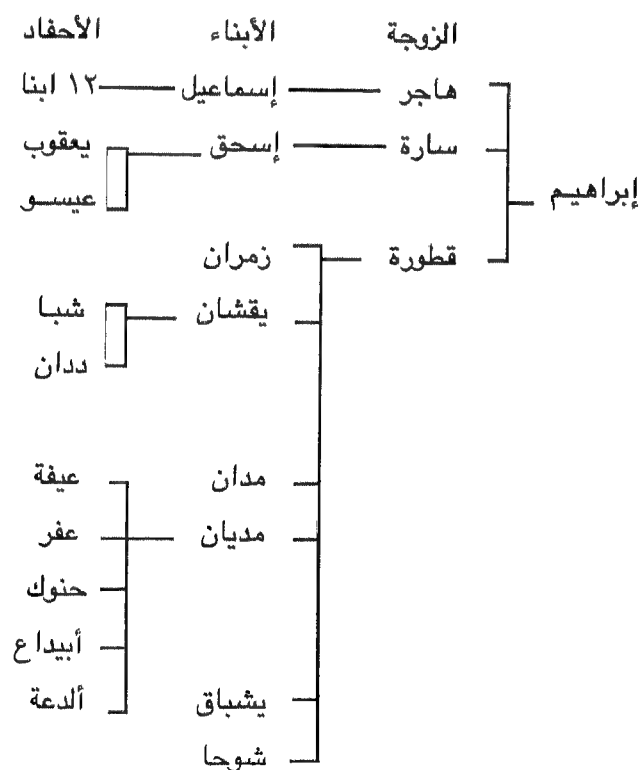 الزوجة الأبناء الأحفاد
هاجر إسماعيل ١٢ ابنا
سارة إسحق يعقوب
إبراهيم
عيسو
قطورة زمران
يقشان شبا
ددان
مدان عيفة
مديان عفر
حنوك
أبيداع
يشباق ألدعة
شوحا